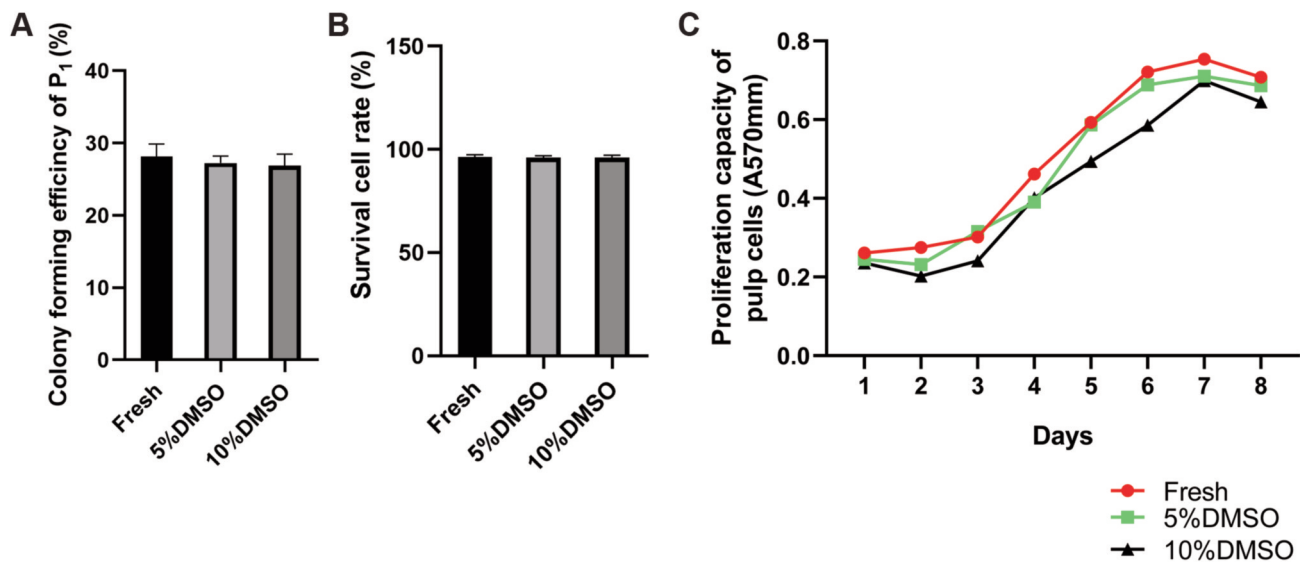 A
Colony forming efficincy of P1 (%)
40
30
20
10
0
Fresh
5%DMSO
10%DMSO
B
Survival cell rate (%)
150
100
50
0
Fresh
5%DMSO
10%DMSO
C
Proliferation capacity of
pulp cells (A570mm)
0.8
0.6
0.4
0.2
0.0
1 2 3 4 5 6 7 8
Days
Fresh
5%DMSO
10%DMSO